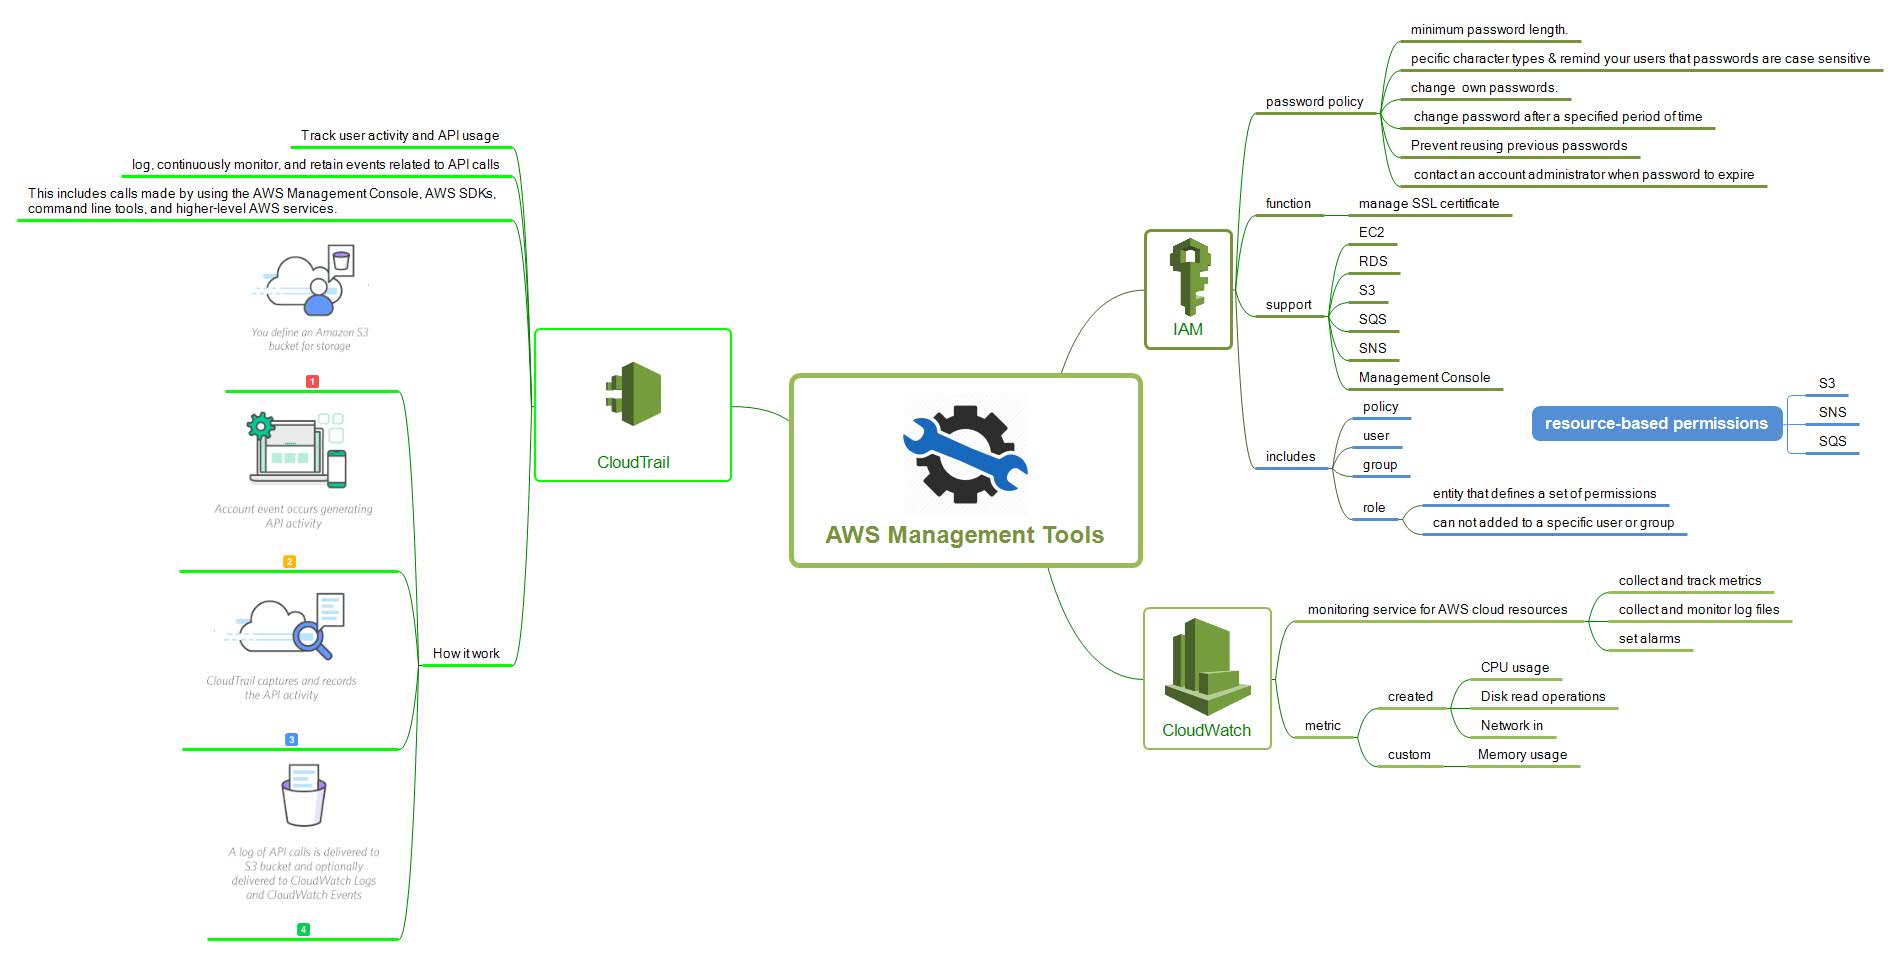 Track user activity and API usage
log, continuously monitor, and retain events related to API calls
This includes calls made by using the AWS Management Console, AWS SDKs,
command line tools, and higher-level AWS services.
You define an Amazon S3
bucket for storage
1
Account event occurs generating
API activity
2
CloudTrail captures and records
the API activity
3
A log of API calls is delivered to
S3 bucket and optionally
delivered to CloudWatch Logs
and CloudWatch Events
4
How it work
CloudTrail
AWS Management Tools
IAM
password policy
minimum password length.
pecific character types & remind your users that passwords are case sensitive
change own passwords.
change password after a specified period of time
Prevent reusing previous passwords
contact an account administrator when password to expire
function
manage SSL certitficate
support
EC2
RDS
S3
SQS
SNS
Management Console
includes
policy
user
group
role
entity that defines a set of permissions
can not added to a specific user or group
resource-based permissions
S3
SNS
SQS
CloudWatch
monitoring service for AWS cloud resources
collect and track metrics
collect and monitor log files
set alarms
metric
created
CPU usage
Disk read operations
Network in
custom
Memory usage